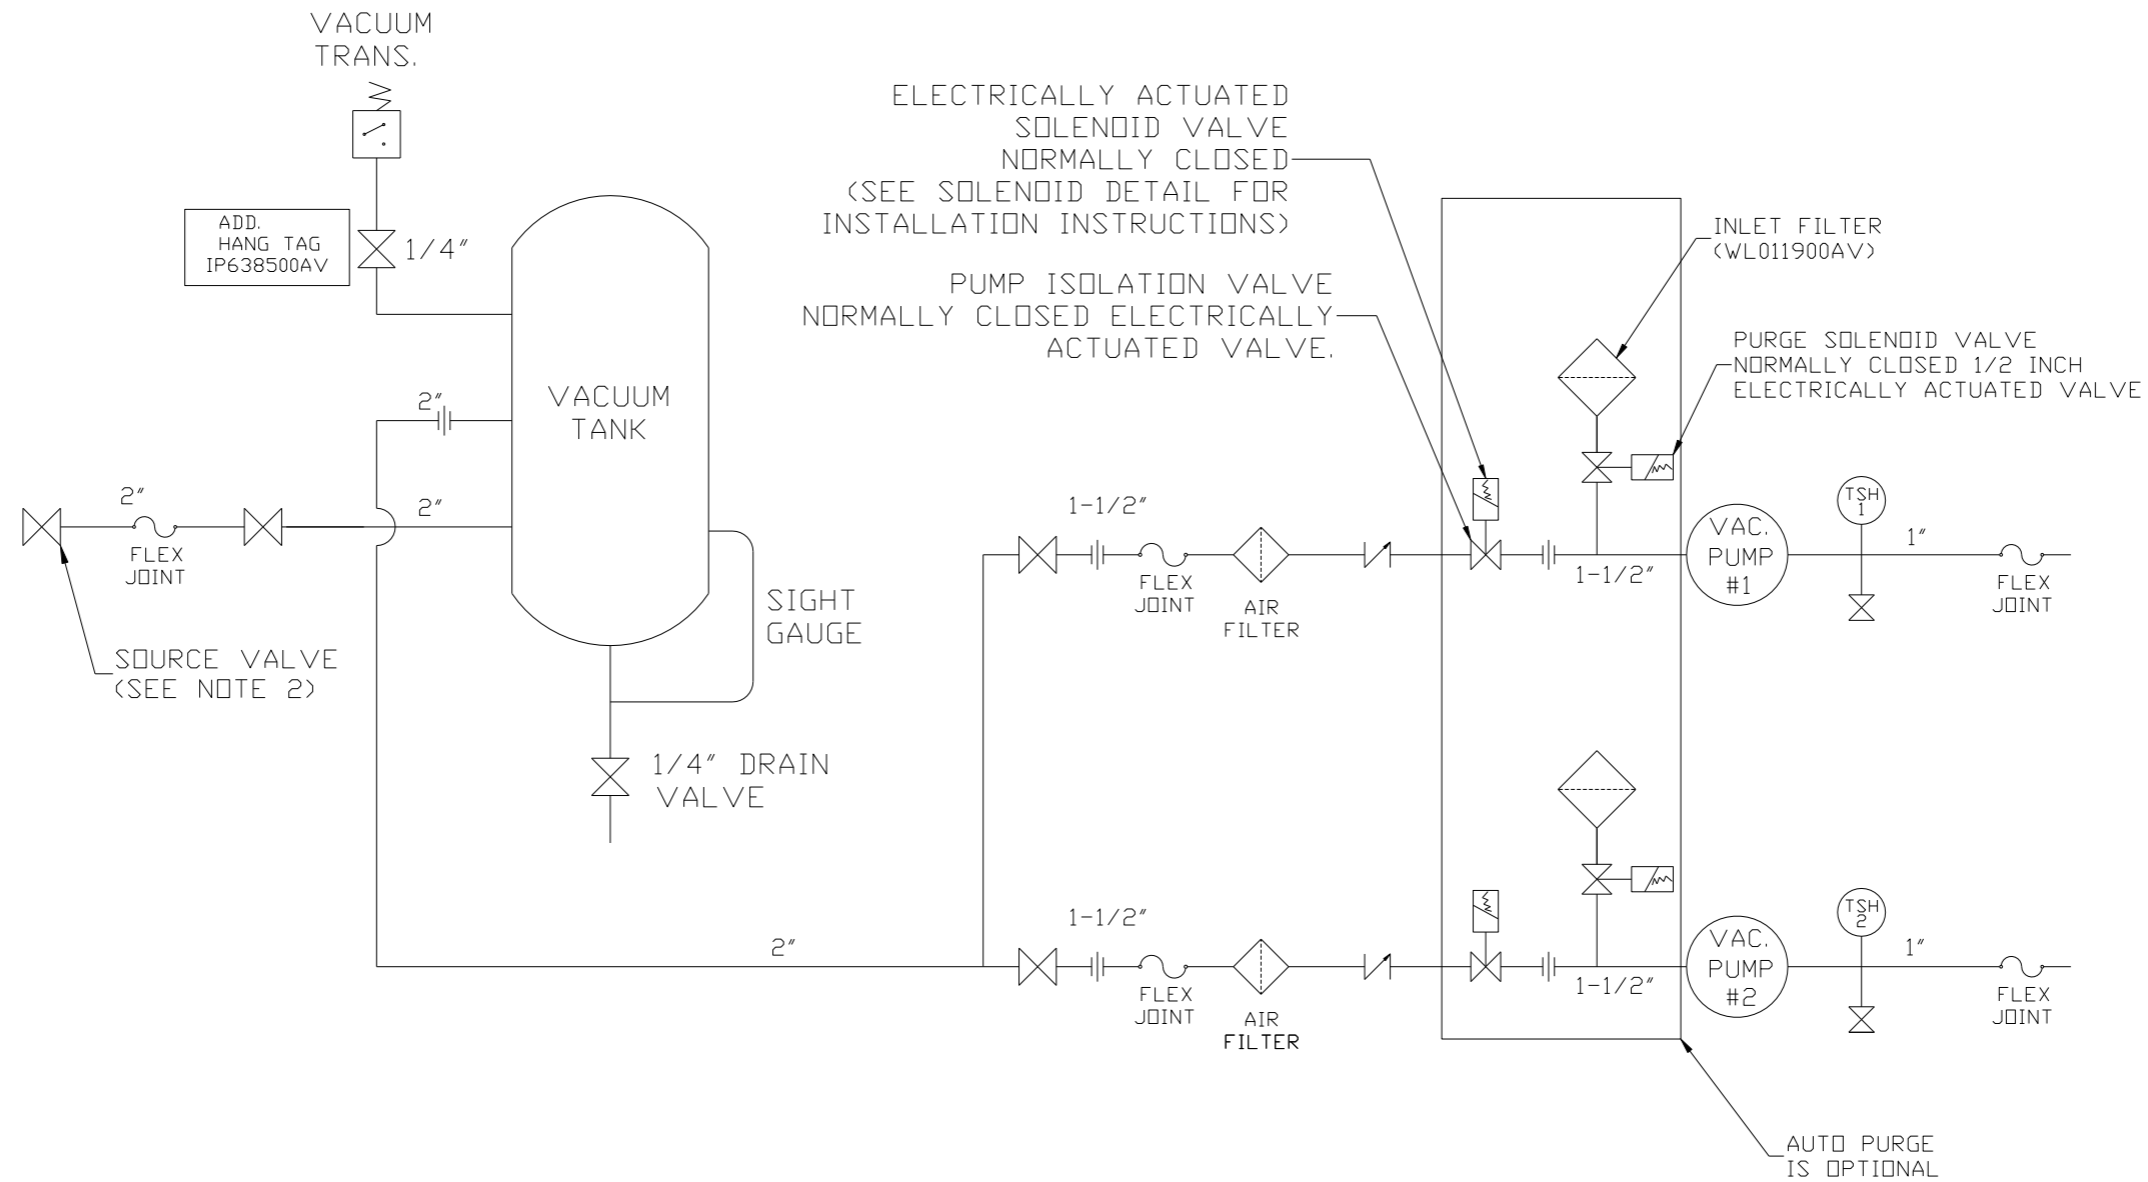 VACUUM
TRANS.
ADD.
HANG TAG
IP638500AV
1/4"
VACUUM
TANK
2"
2"
2"
FLEX
JOINT
SOURCE VALVE
(SEE NOTE 2)
SIGHT
GAUGE
1/4" DRAIN
VALVE
2"
ELECTRICALLY ACTUATED
SOLENOID VALVE
NORMALLY CLOSED
(SEE SOLENOID DETAIL FOR
INSTALLATION INSTRUCTIONS)
PUMP ISOLATION VALVE
NORMALLY CLOSED ELECTRICALLY
ACTUATED VALVE.
INLET FILTER
(WL011900AV)
PURGE SOLENOID VALVE
NORMALLY CLOSED 1/2 INCH
ELECTRICALLY ACTUATED VALVE
1-1/2"
FLEX
JOINT
AIR
FILTER
1-1/2"
VAC.
PUMP
#1
TSH
1
1"
FLEX
JOINT
1-1/2"
FLEX
JOINT
AIR
FILTER
1-1/2"
VAC.
PUMP
#2
TSH
2
1"
FLEX
JOINT
AUTO PURGE
IS OPTIONAL